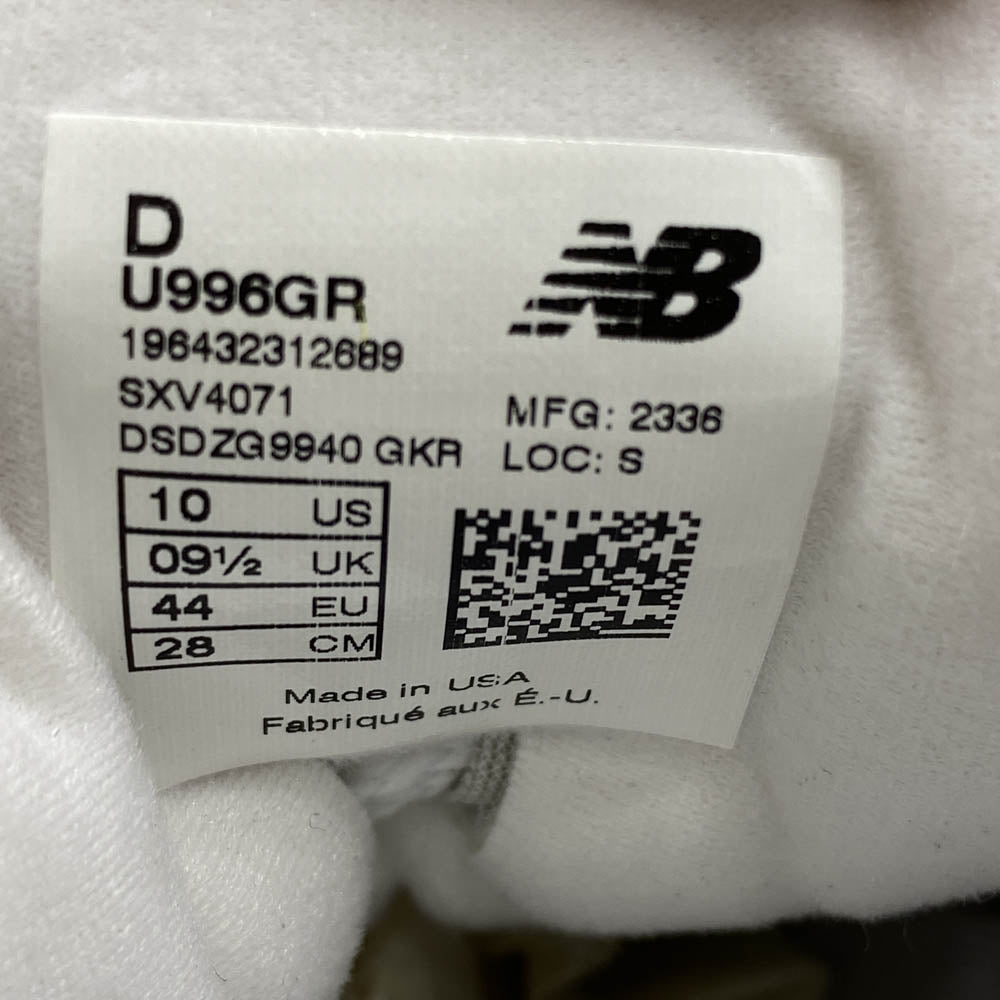 D
U996GR
196432312689
SXV4071
DSDZG9940 GKR
NB
MFG: 2336
LOC: S
10 US
09½ UK
44 EU
28 CM
Made in USA
Fabriqué aux É.-U.